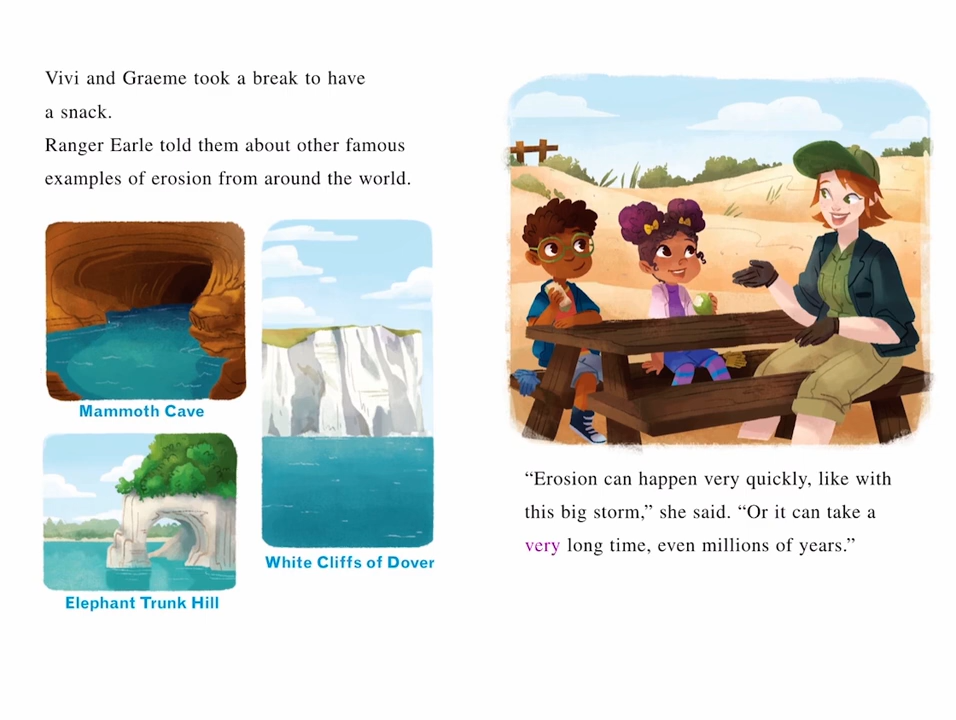 Vivi and Graeme took a break to have
a snack.
Ranger Earle told them about other famous
examples of erosion from around the world.
Mammoth Cave
White Cliffs of Dover
Elephant Trunk Hill
“Erosion can happen very quickly, like with
this big storm,” she said. “Or it can take a
very long time, even millions of years.”